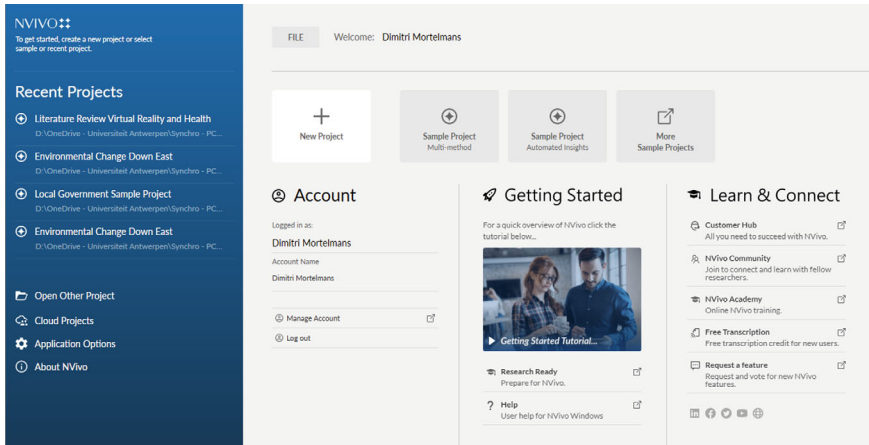 NVIVO
To get started, create a new project or select
sample or recent project.
Recent Projects
Literature Review Virtual Reality and Health
D:\OneDrive - Universiteit Antwerpen\Synchro - PC...
Environmental Change Down East
D:\OneDrive - Universiteit Antwerpen\Synchro - PC...
Local Government Sample Project
D:\OneDrive - Universiteit Antwerpen\Synchro - PC...
Environmental Change Down East
D:\OneDrive - Universiteit Antwerpen\Synchro - PC...
Open Other Project
Cloud Projects
Application Options
About NVivo
FILE Welcome: Dimitri Mortelmans
New Project
Sample Project
Multi-method
Sample Project
Automated Insights
More
Sample Projects
Account
Logged in as:
Dimitri Mortelmans
Account Name
Dimitri Mortelmans
Manage Account
Log out
Getting Started
For a quick overview of NVivo click the
tutorial below...
Getting Started Tutorial...
Research Ready
Prepare for NVivo.
Help
User help for NVivo Windows
Learn & Connect
Customer Hub
All you need to succeed with NVivo.
NVivo Community
Join to connect and learn with fellow
researchers.
NVivo Academy
Online NVivo training.
Free Transcription
Free transcription credit for new users.
Request a feature
Request and vote for new NVivo
features.